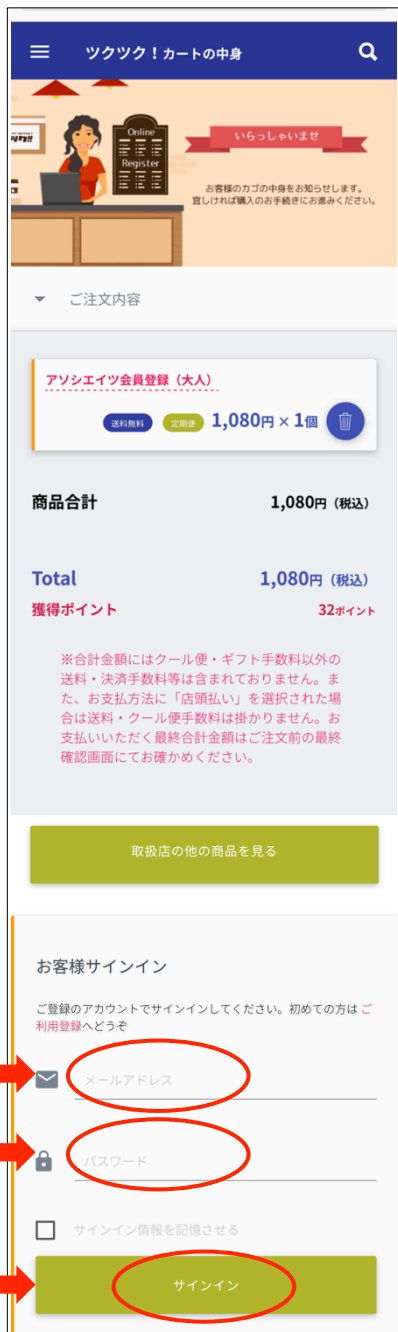 ツクツク！カートの中身
Online
Register
いらっしゃいませ
お客様のカゴの中身をお知らせします。
宜しければ購入のお手続きにお進みください。
ご注文内容
アソシエイツ会員登録（大人）
送料無料 定期便 1,080円 × 1個
商品合計 1,080円（税込）
Total 1,080円（税込）
獲得ポイント 32ポイント
※合計金額にはクール便・ギフト手数料以外の
送料・決済手数料等は含まれておりません。ま
た、お支払方法に「店頭払い」を選択された場
合は送料・クール便手数料は掛かりません。お
支払いいただく最終合計金額はご注文前の最終
確認画面にてお確かめください。
取扱店の他の商品を見る
お客様サインイン
ご登録のアカウントでサインインしてください。初めての方は ご
利用登録へどうぞ
メールアドレス
パスワード
サインイン情報を記憶させる
サインイン